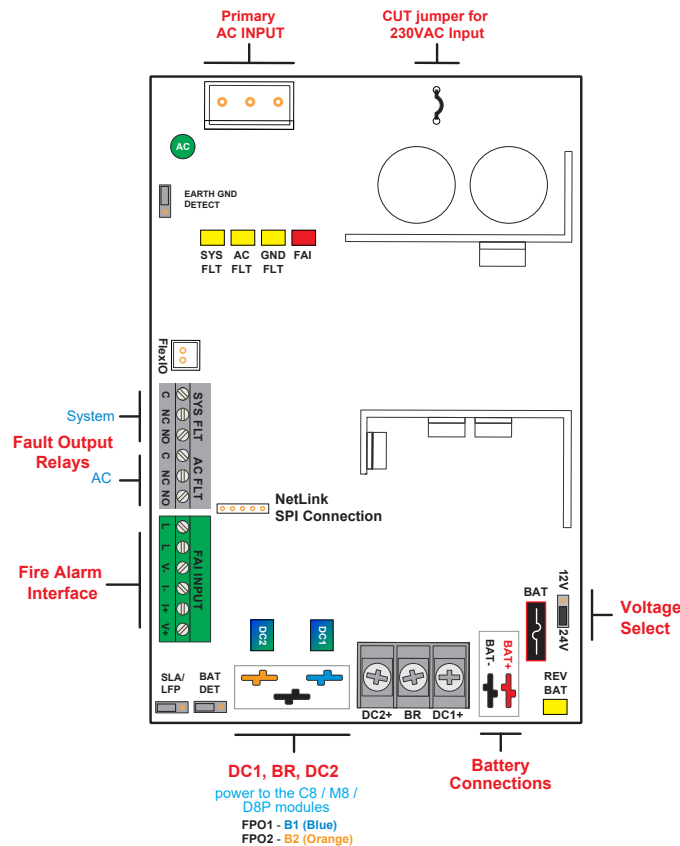 Primary
AC INPUT
CUT jumper for
230VAC Input
AC
EARTH GND
DETECT
SYS
FLT
AC
FLT
GND
FLT
FAI
FlexIO
C
NC
NO
SYS FLT
System
Fault Output
Relays
AC
C
NC
NO
AC FLT
NetLink
SPI Connection
Fire Alarm
Interface
L
L
V-
I-
I+
V+
FAI INPUT
BAT
12V
24V
Voltage
Select
DC2
DC1
BAT-
BAT+
REV
BAT
SLA/
LFP
BAT
DET
DC2+
BR
DC1+
DC1, BR, DC2
power to the C8 / M8 /
D8P modules
FPO1 - B1 (Blue)
FPO2 - B2 (Orange)
Battery
Connections